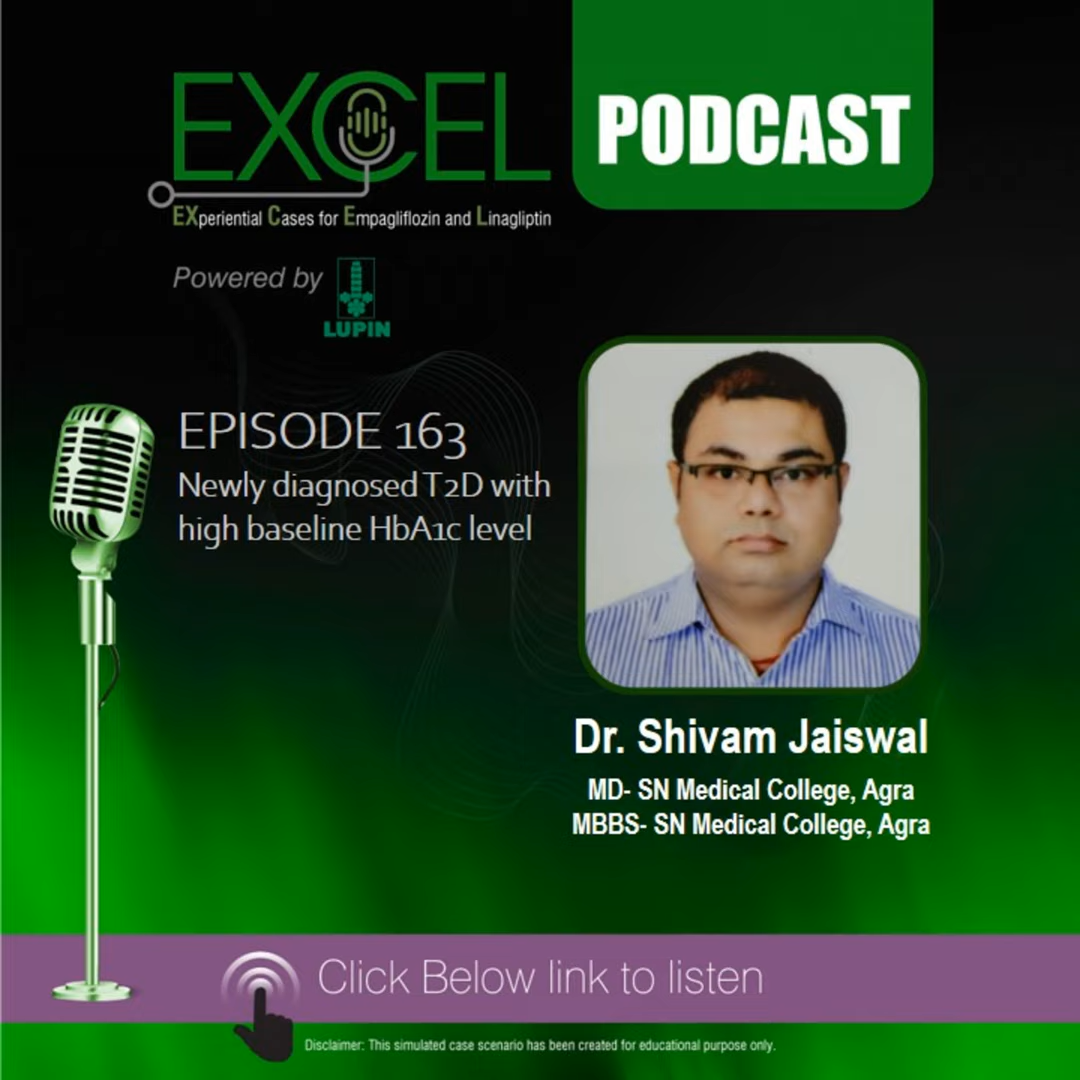 EXCEL
PODCAST
EXperiential Cases for Empagliflozin and Linagliptin
Powered by
LUPIN
EPISODE 163
Newly diagnosed T2D with
high baseline HbA1c level
Dr. Shivam Jaiswal
MD- SN Medical College, Agra
MBBS- SN Medical College, Agra
Click Below link to listen
Disclaimer: This simulated case scenario has been created for educational purpose only.